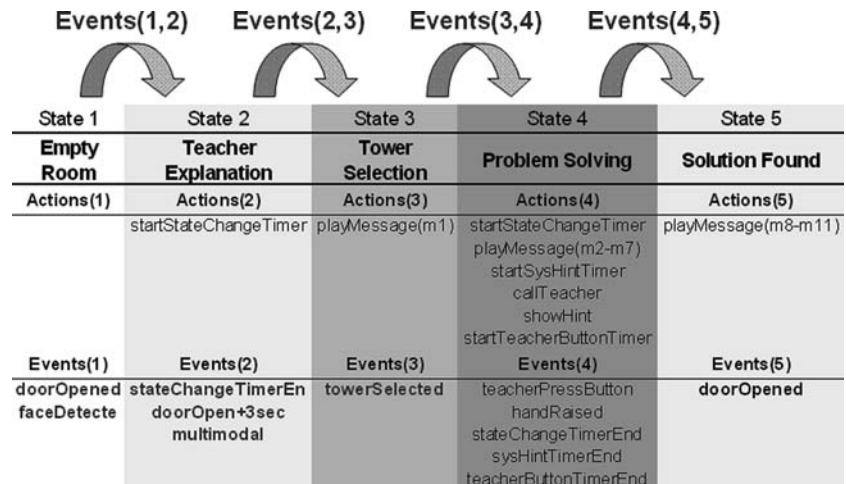 Events(1,2) Events(2,3) Events(3,4) Events(4,5)
State 1 State 2 State 3 State 4 State 5
Empty Room Teacher Explanation Tower Selection Problem Solving Solution Found
Actions(1) Actions(2) Actions(3) Actions(4) Actions(5)
startStateChangeTimer playMessage(m1) startStateChangeTimer playMessage(m8-m11)
playMessage(m2-m7)
startSysHintTimer
callTeacher
showHint
startTeacherButtonTimer
Events(1) Events(2) Events(3) Events(4) Events(5)
doorOpened stateChangeTimerEn towerSelected teacherPressButton doorOpened
faceDetecte doorOpen+3sec handRaised
multimodal stateChangeTimerEnd
sysHintTimerEnd
teacherButtonTimerEnd